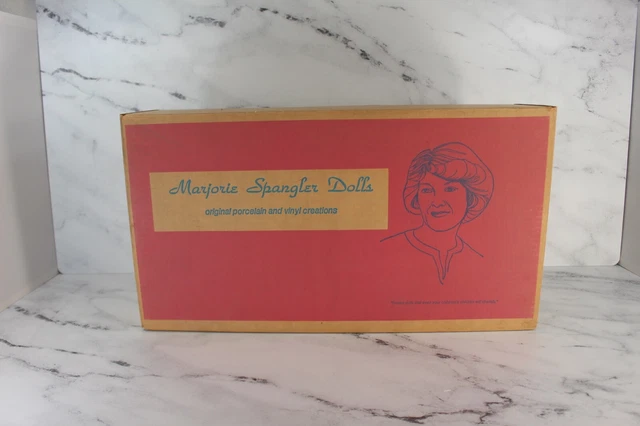 Marjorie Spangler Dolls
original porcelain and vinyl creations